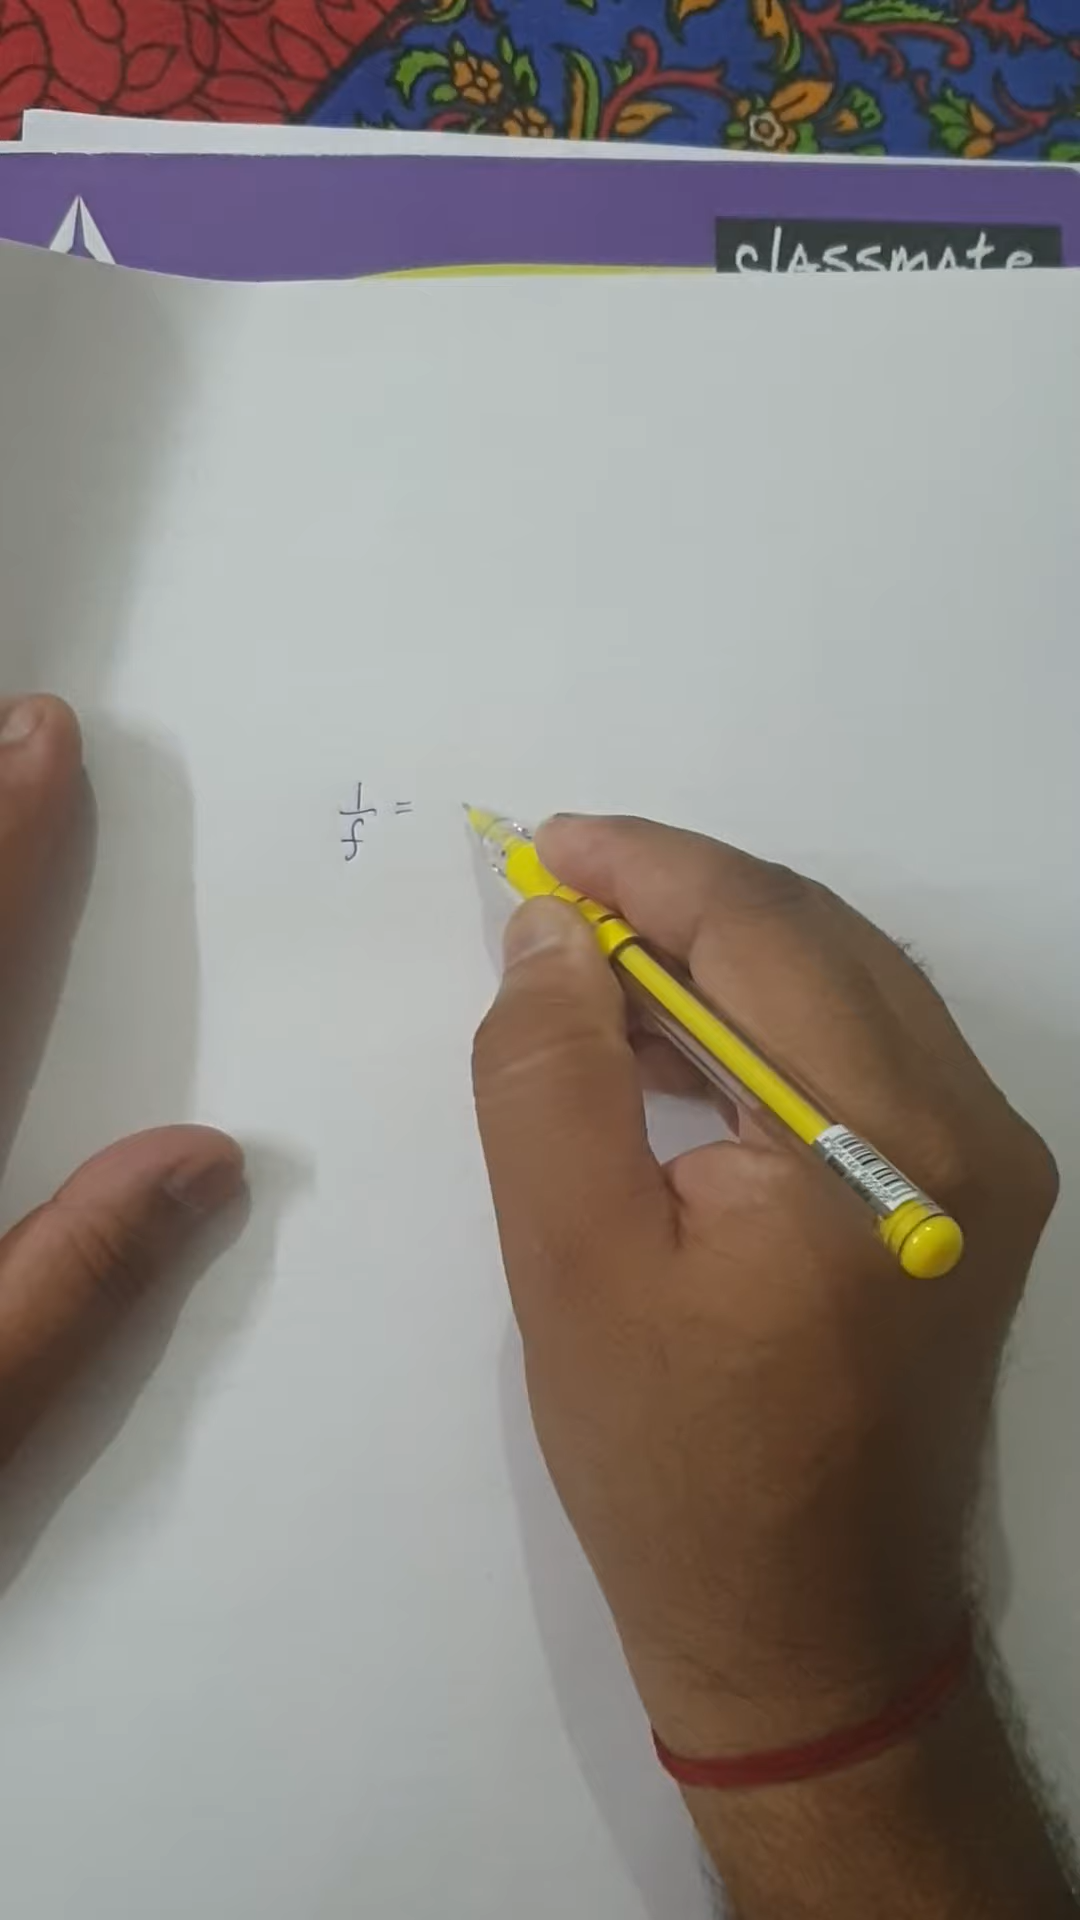 classmate
1/f =